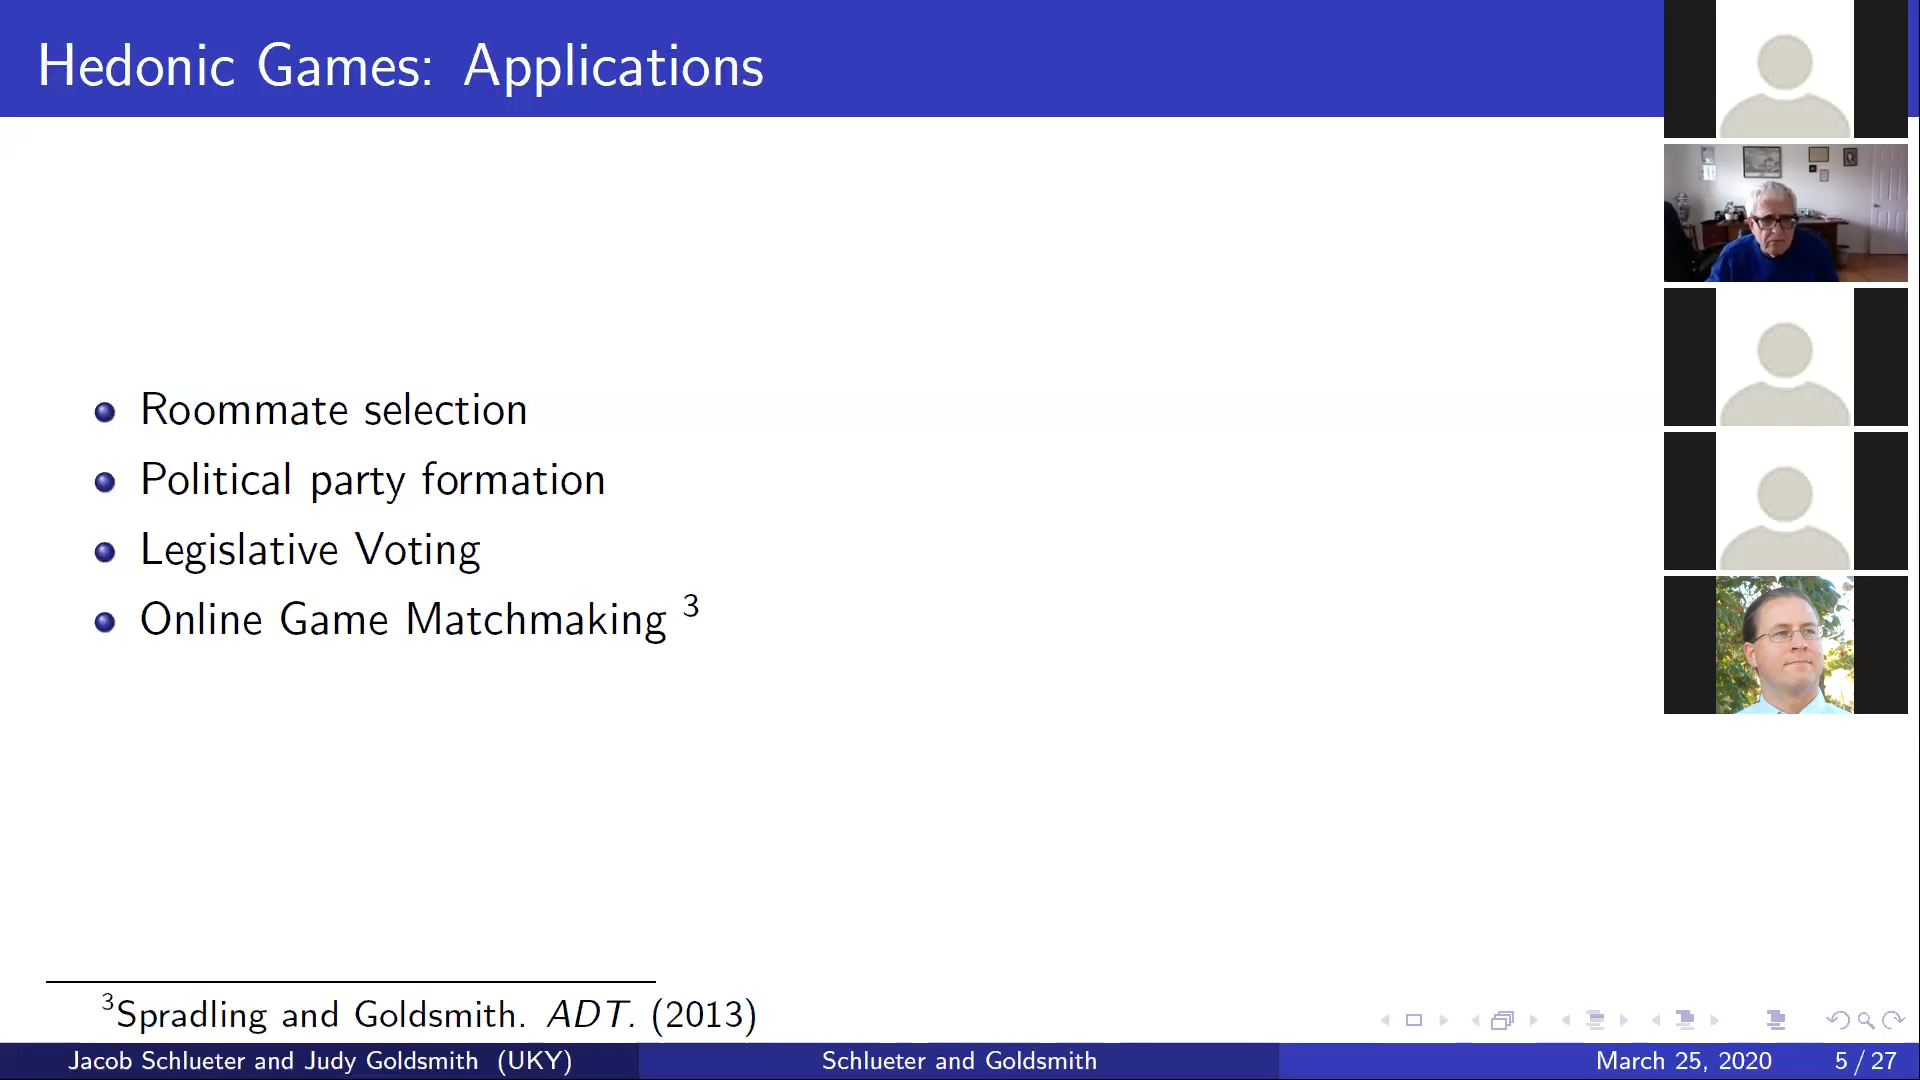 Hedonic Games: Applications
Roommate selection
Political party formation
Legislative Voting
Online Game Matchmaking 3
3Spradling and Goldsmith. ADT. (2013)
Jacob Schlueter and Judy Goldsmith (UKY)
Schlueter and Goldsmith
March 25, 2020
5 / 27